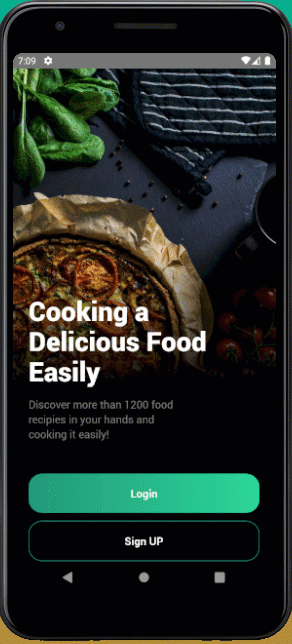 7:09
Cooking a
Delicious Food
Easily
Discover more than 1200 food
recipies in your hands and
cooking it easily!
Login
Sign UP